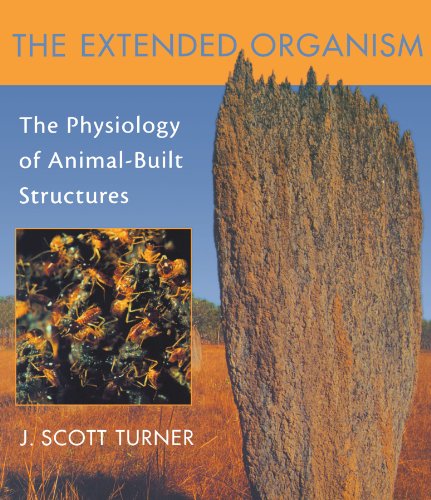 THE EXTENDED ORGANISM
The Physiology
of Animal-Built
Structures
J. SCOTT TURNER